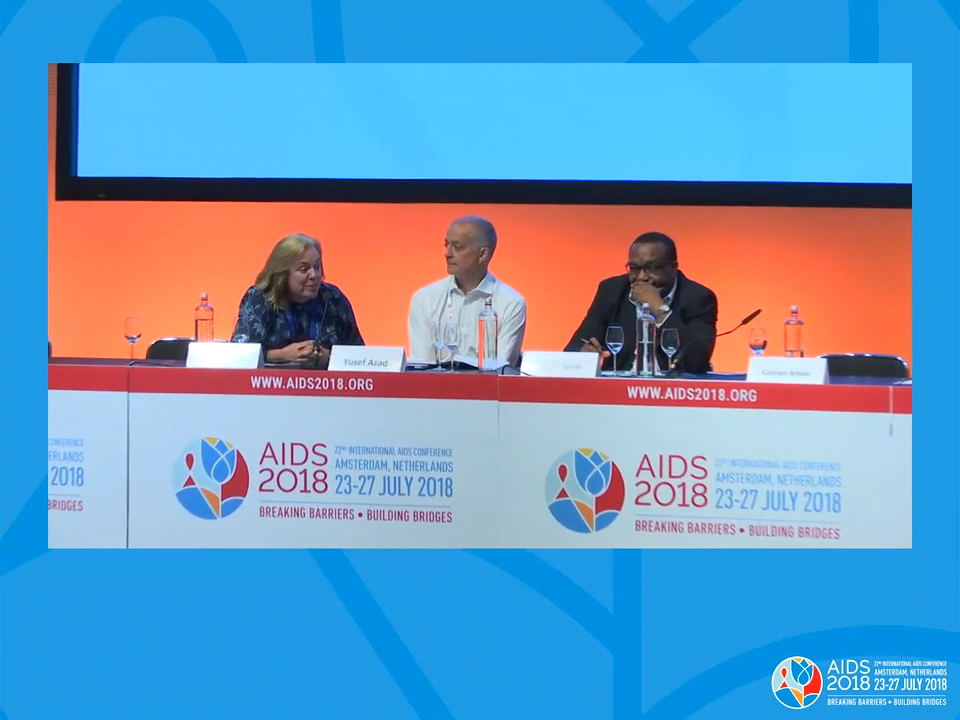 Yusef Azad
WWW.AIDS2018.ORG
WWW.AIDS2018.ORG
CONFERENCE
ERLANDS
2018
BRIDGES
AIDS
2018
22ND INTERNATIONAL AIDS CONFERENCE
AMSTERDAM, NETHERLANDS
23-27 JULY 2018
BREAKING BARRIERS • BUILDING BRIDGES
AIDS
2018
22ND INTERNATIONAL AIDS CONFERENCE
AMSTERDAM, NETHERLANDS
23-27 JULY 2018
BREAKING BARRIERS • BUILDING BRIDGES
AIDS
2018
22ND INTERNATIONAL AIDS CONFERENCE
AMSTERDAM, NETHERLANDS
23-27 JULY 2018
BREAKING BARRIERS • BUILDING BRIDGES